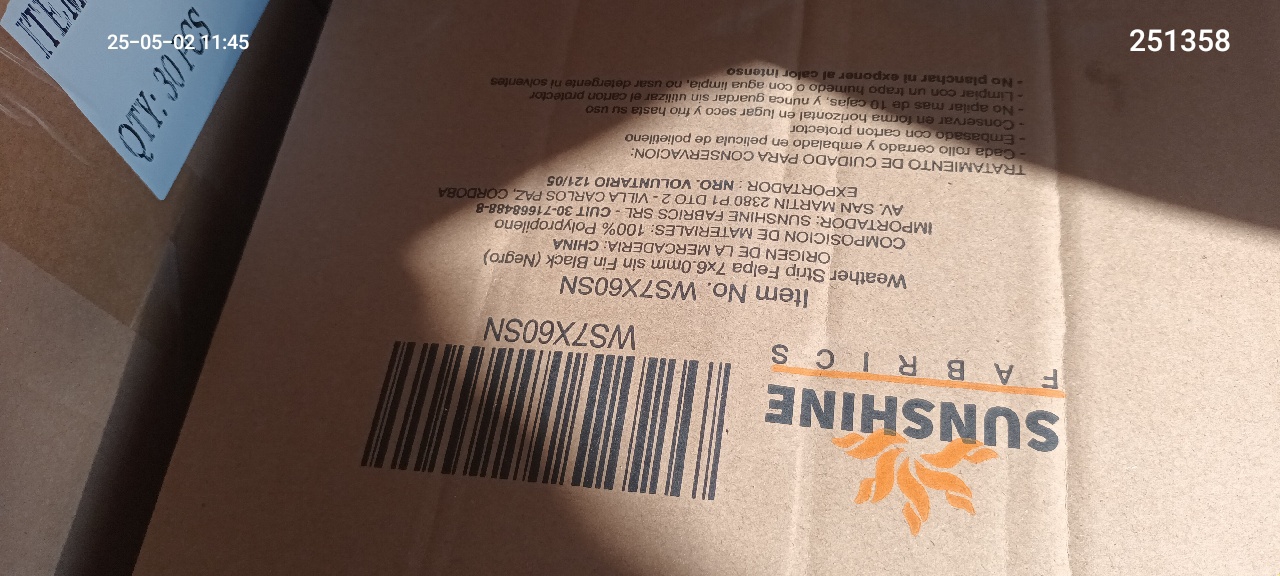 25-05-02 11:45
251358
QTY: 30 PCS
SUNSHINE
FABRICS
WS7X60SN
Item No. WS7X60SN
Weather Strip Felpa 7x6.0mm sin Fin Black (Negro)
ORIGEN DE LA MERCADERIA: CHINA
COMPOSICION DE MATERIALES: 100% Polypropileno
IMPORTADOR: SUNSHINE FABRICS SRL - CUIT 30-71668488-8
AV. SAN MARTIN 2380 P1 DTO 2 - VILLA CARLOS PAZ, CORDOBA
EXPORTADOR : NRO. VOLUNTARIO 121/05
TRATAMIENTO DE CUIDADO PARA CONSERVACION:
- Cada rollo cerrado y embalado en pelicula de polietileno
- Embasado con carton protector
- Conservar en forma horizontal en lugar seco y frio hasta su uso
- No apilar mas de 10 cajas, y nunca guardar sin utilizar el carton protector
- Limpiar con un trapo humedo o con agua limpia, no usar detergente ni solventes
- No planchar ni exponer al calor intenso